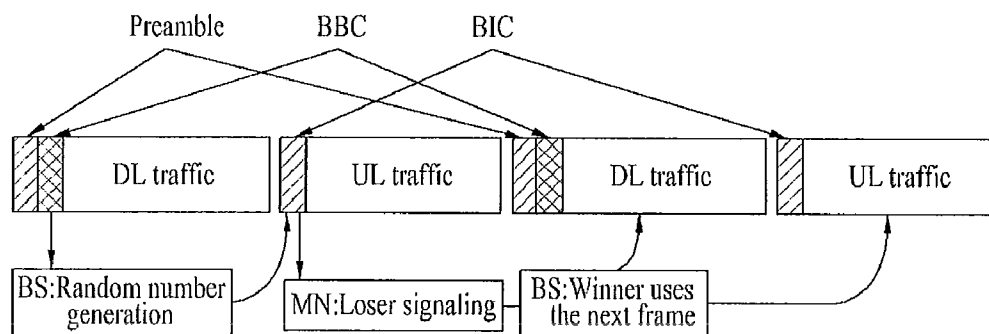 Preamble BBC BIC
DL traffic UL traffic DL traffic UL traffic
BS:Random number
generation
MN:Loser signaling
BS:Winner uses
the next frame